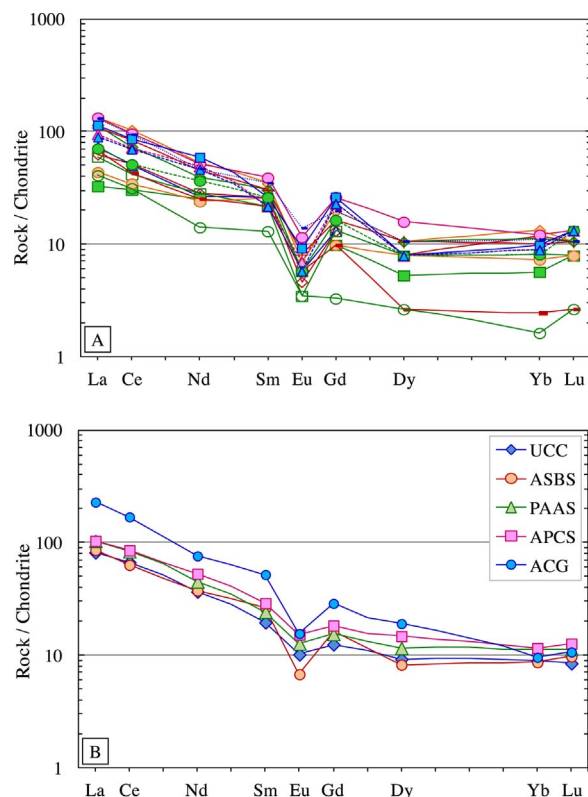 1000
100
10
1
Rock / Chondrite
A
La Ce Nd Sm Eu Gd Dy Yb Lu
1000
100
10
1
Rock / Chondrite
UCC
ASBS
PAAS
APCS
ACG
B
La Ce Nd Sm Eu Gd Dy Yb Lu